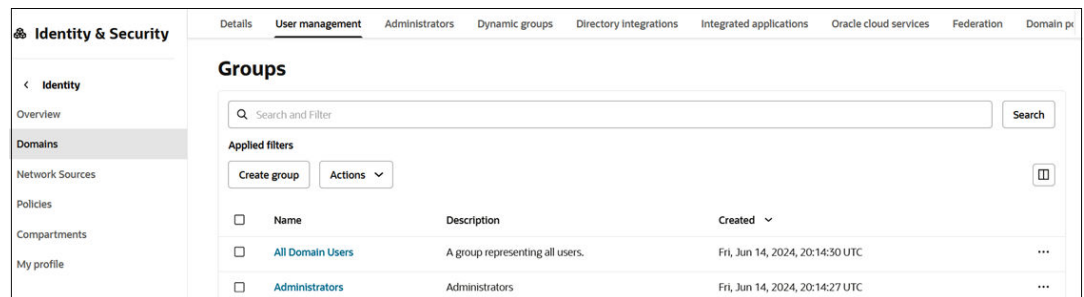 Identity & Security
Details User management Administrators Dynamic groups Directory integrations Integrated applications Oracle cloud services Federation Domain
Identity
Overview
Domains
Network Sources
Policies
Compartments
My profile
Groups
Search and Filter
Search
Applied filters
Create group Actions
Name Description Created
All Domain Users A group representing all users. Fri, Jun 14, 2024, 20:14:30 UTC
Administrators Administrators Fri, Jun 14, 2024, 20:14:27 UTC